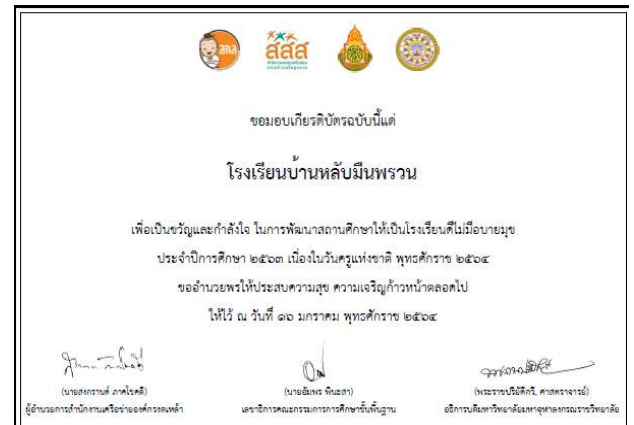 สคล
สสส
ขอมอบเกียรติบัตรฉบับนี้แด่
โรงเรียนบ้านหลับมืนพรวน
เพื่อเป็นขวัญและกำลังใจ ในการพัฒนาสถานศึกษาให้เป็นโรงเรียนดีไม่มีอบายมุข
ประจำปีการศึกษา ๒๕๖๓ เนื่องในวันครูแห่งชาติ พุทธศักราช ๒๕๖๔
ขออำนวยพรให้ประสบความสุข ความเจริญก้าวหน้าตลอดไป
ให้ไว้ ณ วันที่ ๑๖ มกราคม พุทธศักราช ๒๕๖๔
(นายสงกรานต์ ภาคโชคดี) (นายอัมพร พินะสา) (พระราชปริยัติกวี, ศาสตราจารย์)
ผู้อำนวยการสำนักงานเครือข่ายองค์กรงดเหล้า เลขาธิการคณะกรรมการการศึกษาขั้นพื้นฐาน อธิการบดีมหาวิทยาลัยมหาจุฬาลงกรณราชวิทยาลัย